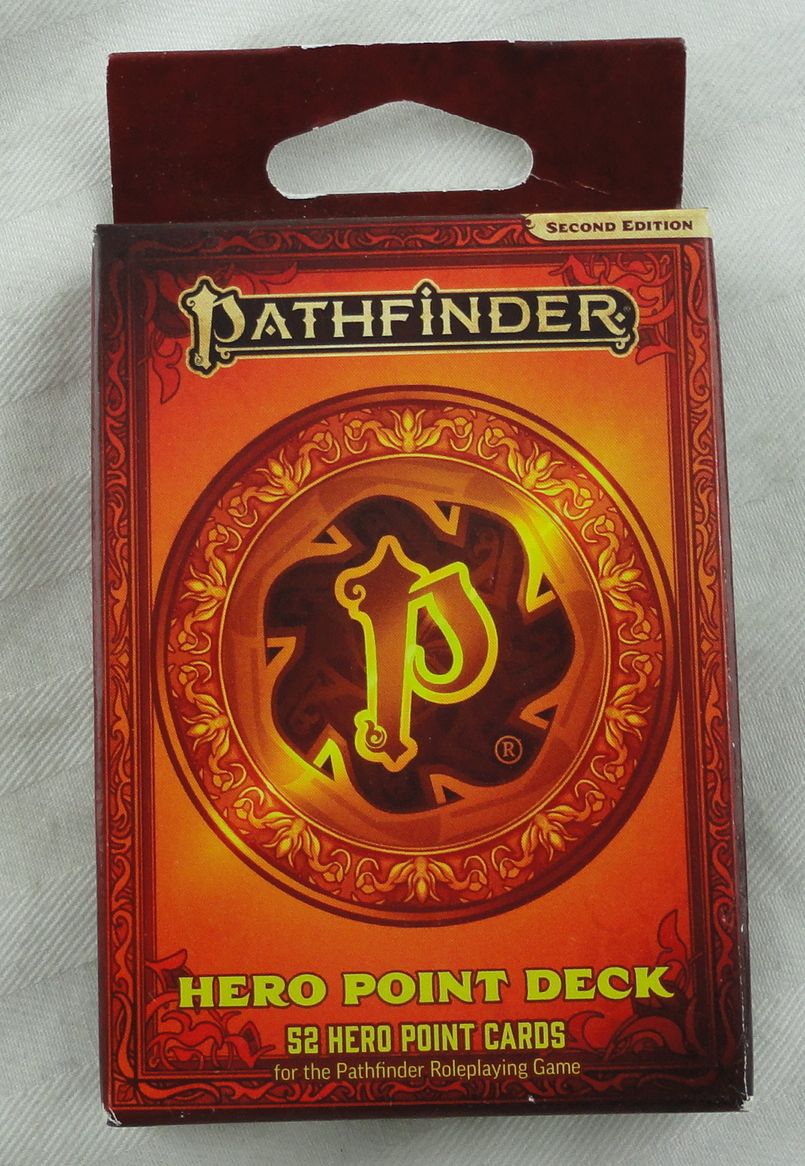 SECOND EDITION
PATHFINDER®
P
®
HERO POINT DECK
52 HERO POINT CARDS
for the Pathfinder Roleplaying Game